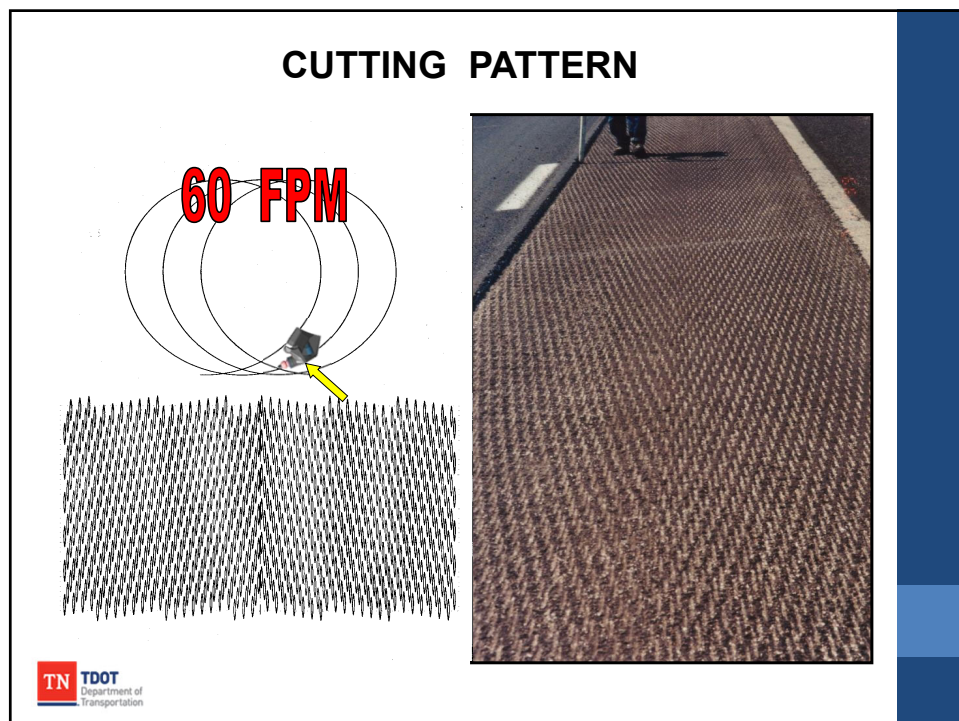 CUTTING PATTERN
60 FPM
TN
TDOT
Department of
Transportation